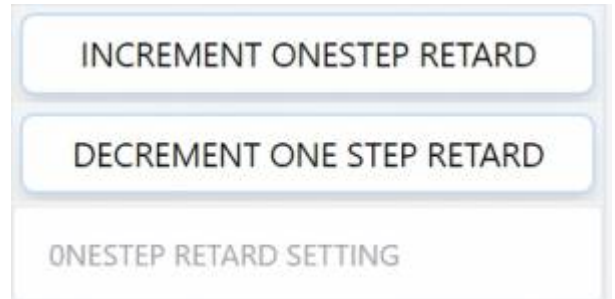 INCREMENT ONESTEP RETARD
DECREMENT ONE STEP RETARD
0NESTEP RETARD SETTING